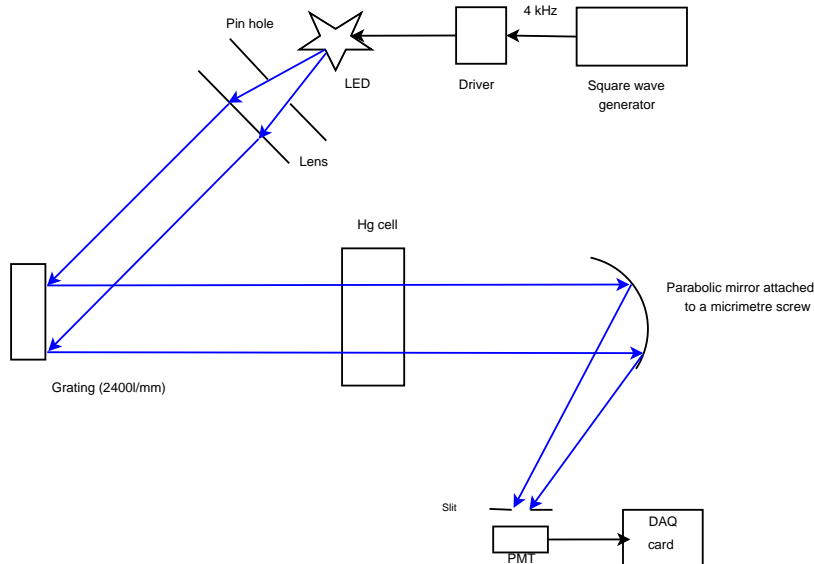 4 kHz
Pin hole
LED
Driver
Square wave
generator
Lens
Hg cell
Parabolic mirror attached
to a micrimetre screw
Grating (2400l/mm)
Slit
PMT
DAQ
card